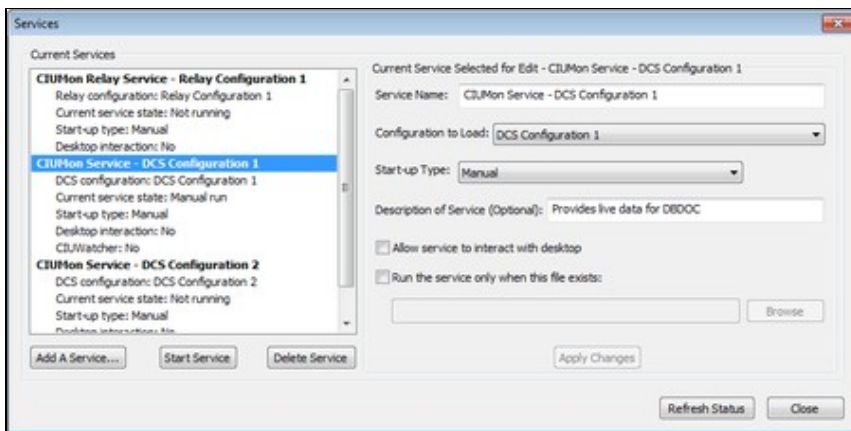 Services
Current Services
CIUMon Relay Service - Relay Configuration 1
Relay configuration: Relay Configuration 1
Current service state: Not running
Start-up type: Manual
Desktop interaction: No
CIUMon Service - DCS Configuration 1
DCS configuration: DCS Configuration 1
Current service state: Manual run
Start-up type: Manual
Desktop interaction: No
CIUWatcher: No
CIUMon Service - DCS Configuration 2
DCS configuration: DCS Configuration 2
Current service state: Not running
Start-up type: Manual
Desktop interaction: No
Add A Service...
Start Service
Delete Service
Current Service Selected for Edit - CIUMon Service - DCS Configuration 1
Service Name: CIUMon Service - DCS Configuration 1
Configuration to Load: DCS Configuration 1
Start-up Type: Manual
Description of Service (Optional): Provides live data for DBDOC
Allow service to interact with desktop
Run the service only when this file exists:
Browse
Apply Changes
Refresh Status
Close